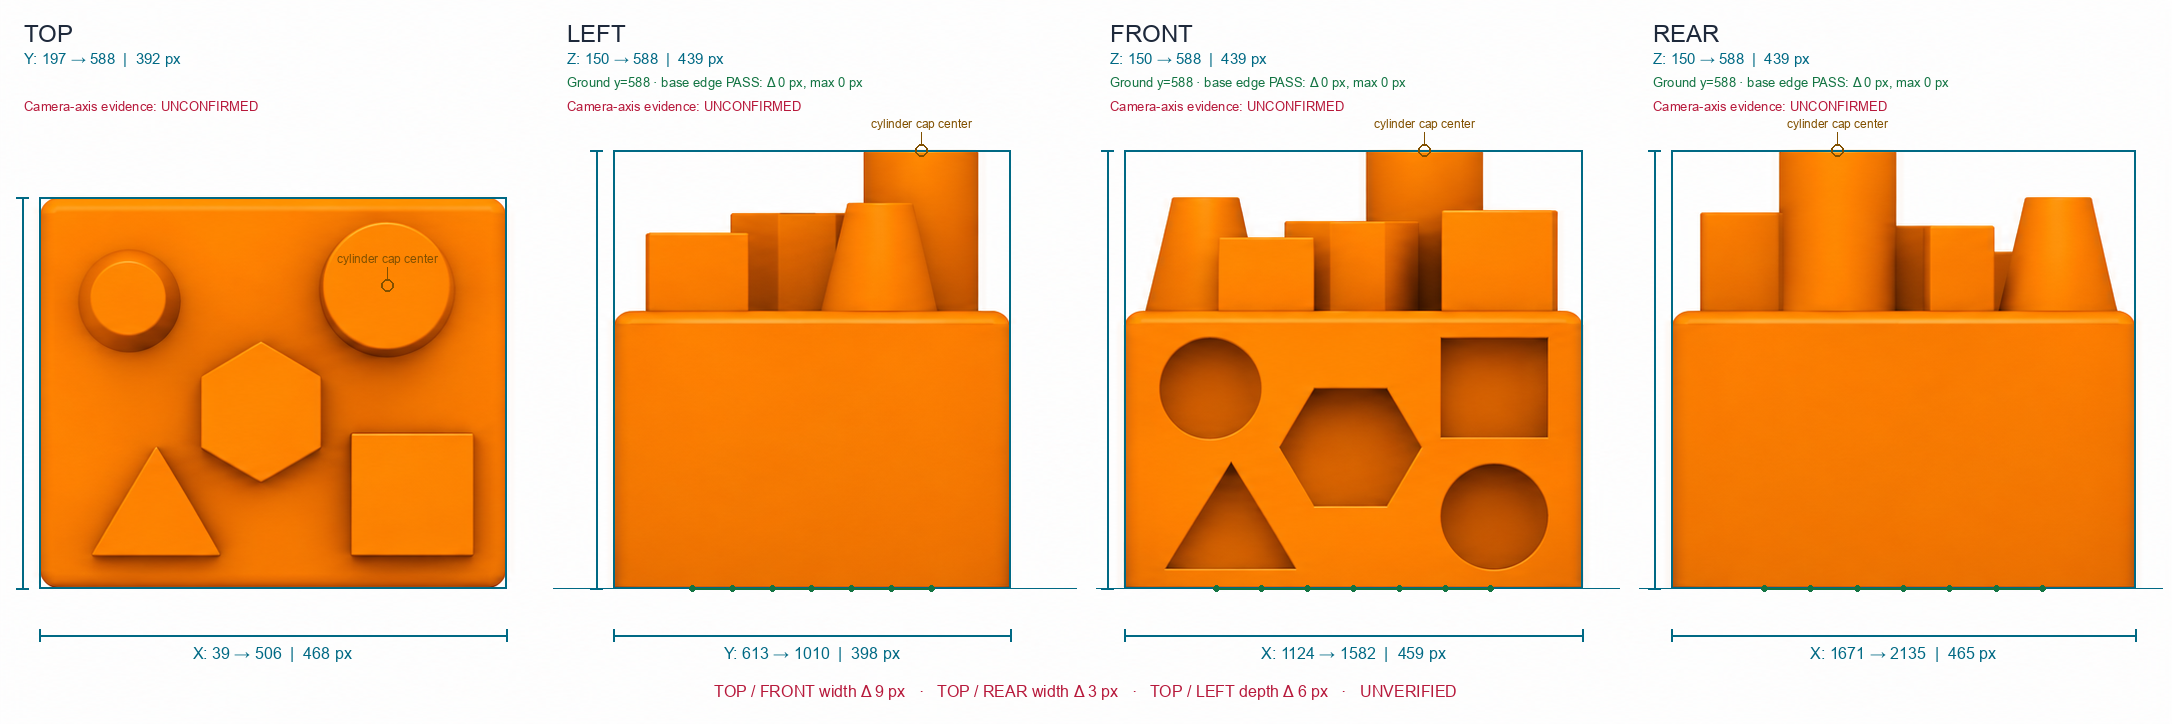 TOP
Y: 197 → 588 | 392 px
Camera-axis evidence: UNCONFIRMED
cylinder cap center
X: 39 → 506 | 468 px
LEFT
Z: 150 → 588 | 439 px
Ground y=588 · base edge PASS: Δ 0 px, max 0 px
Camera-axis evidence: UNCONFIRMED
cylinder cap center
Y: 613 → 1010 | 398 px
FRONT
Z: 150 → 588 | 439 px
Ground y=588 · base edge PASS: Δ 0 px, max 0 px
Camera-axis evidence: UNCONFIRMED
cylinder cap center
X: 1124 → 1582 | 459 px
REAR
Z: 150 → 588 | 439 px
Ground y=588 · base edge PASS: Δ 0 px, max 0 px
Camera-axis evidence: UNCONFIRMED
cylinder cap center
X: 1671 → 2135 | 465 px
TOP / FRONT width Δ 9 px · TOP / REAR width Δ 3 px · TOP / LEFT depth Δ 6 px · UNVERIFIED